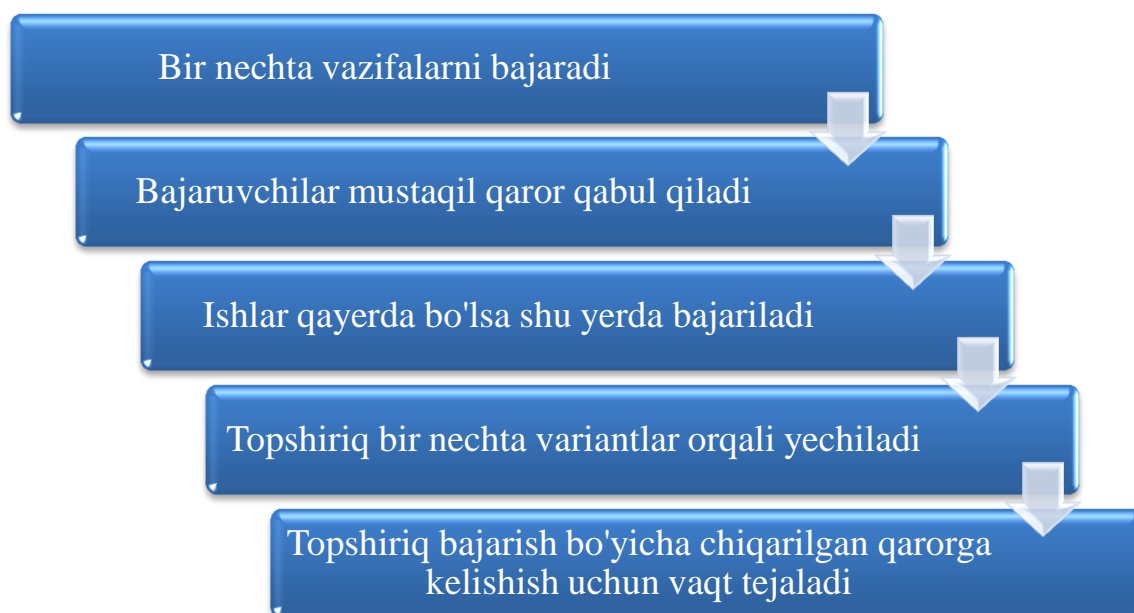 Bir nechta vazifalarni bajaradi
Bajaruvchilar mustaqil qaror qabul qiladi
Ishlar qayerda bo'lsa shu yerda bajariladi
Topshiriq bir nechta variantlar orqali yechiladi
Topshiriq bajarish bo'yicha chiqarilgan qarorga
kelishish uchun vaqt tejaladi